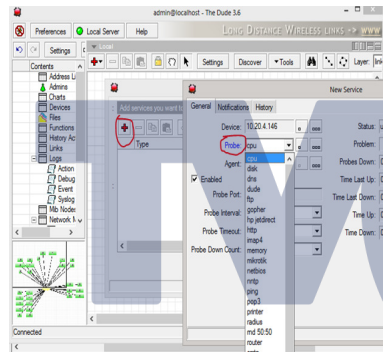 admin@localhost - The Dude 3.6
Preferences
Local Server
Help
LONG DISTANCE WIRELESS LINKS
Settings
Contents
Address Li
Admins
Charts
Devices
Files
Functions
History Ac
Links
Logs
Action
Debug
Event
Syslog
Mib Nodes
Network M
Connected
Local
Settings
Discover
Tools
Layer:
link
Add services you want t
Type
New Service
General
Notifications
History
Device:
10.20.4.146
Probe:
cpu
Agent:
Enabled
Probe Port:
Probe Interval:
Probe Timeout:
Probe Down Count:
cpu
disk
dns
dude
ftp
gopher
hp jetdirect
http
imap4
memory
mikrotik
netbios
nntp
ping
pop3
printer
radius
rnd 50:50
router
Status:
Problem:
Probes Down:
Time Last Up:
Time Last Down:
Time Up:
Time Down: